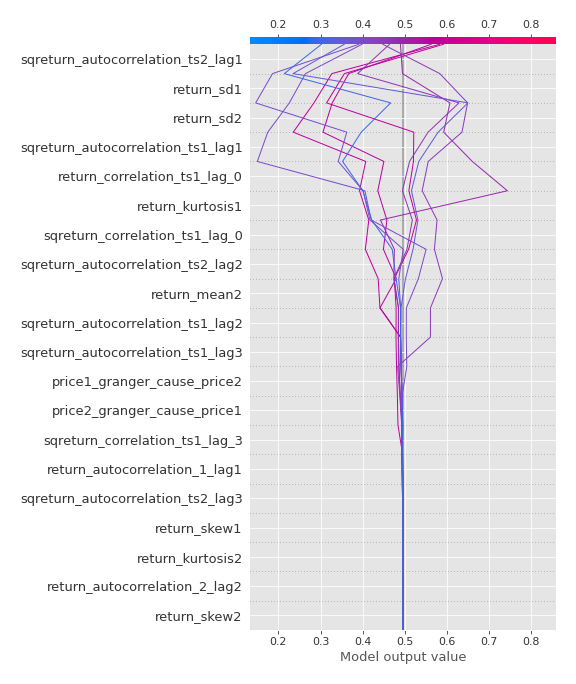 0.2 0.3 0.4 0.5 0.6 0.7 0.8
sqreturn_autocorrelation_ts2_lag1
return_sd1
return_sd2
sqreturn_autocorrelation_ts1_lag1
return_correlation_ts1_lag_0
return_kurtosis1
sqreturn_correlation_ts1_lag_0
sqreturn_autocorrelation_ts2_lag2
return_mean2
sqreturn_autocorrelation_ts1_lag2
sqreturn_autocorrelation_ts1_lag3
price1_granger_cause_price2
price2_granger_cause_price1
sqreturn_correlation_ts1_lag_3
return_autocorrelation_1_lag1
sqreturn_autocorrelation_ts2_lag3
return_skew1
return_kurtosis2
return_autocorrelation_2_lag2
return_skew2
0.2 0.3 0.4 0.5 0.6 0.7 0.8
Model output value